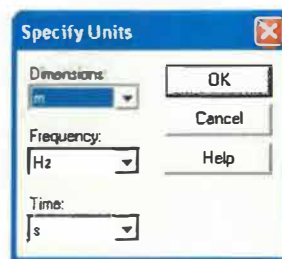 Specify Units
Dimensions:
m
OK
Cancel
Frequency:
Hz
Help
Time:
s